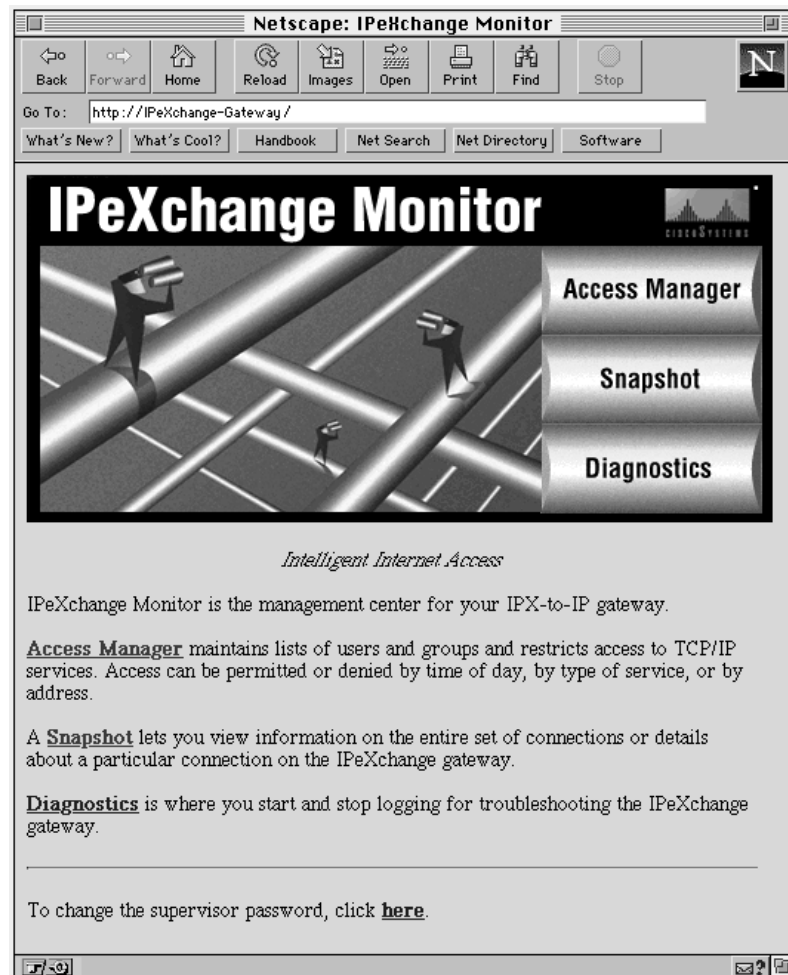 Netscape: IPeXchange Monitor
Back Forward Home Reload Images Open Print Find Stop
N
Go To: http://IPeXchange-Gateway/
What's New? What's Cool? Handbook Net Search Net Directory Software
IPeXchange Monitor
CISCO SYSTEMS
Access Manager
Snapshot
Diagnostics
Intelligent Internet Access
IPeXchange Monitor is the management center for your IPX-to-IP gateway.
Access Manager maintains lists of users and groups and restricts access to TCP/IP
services. Access can be permitted or denied by time of day, by type of service, or by
address.
A Snapshot lets you view information on the entire set of connections or details
about a particular connection on the IPeXchange gateway.
Diagnostics is where you start and stop logging for troubleshooting the IPeXchange
gateway.
To change the supervisor password, click here.
?